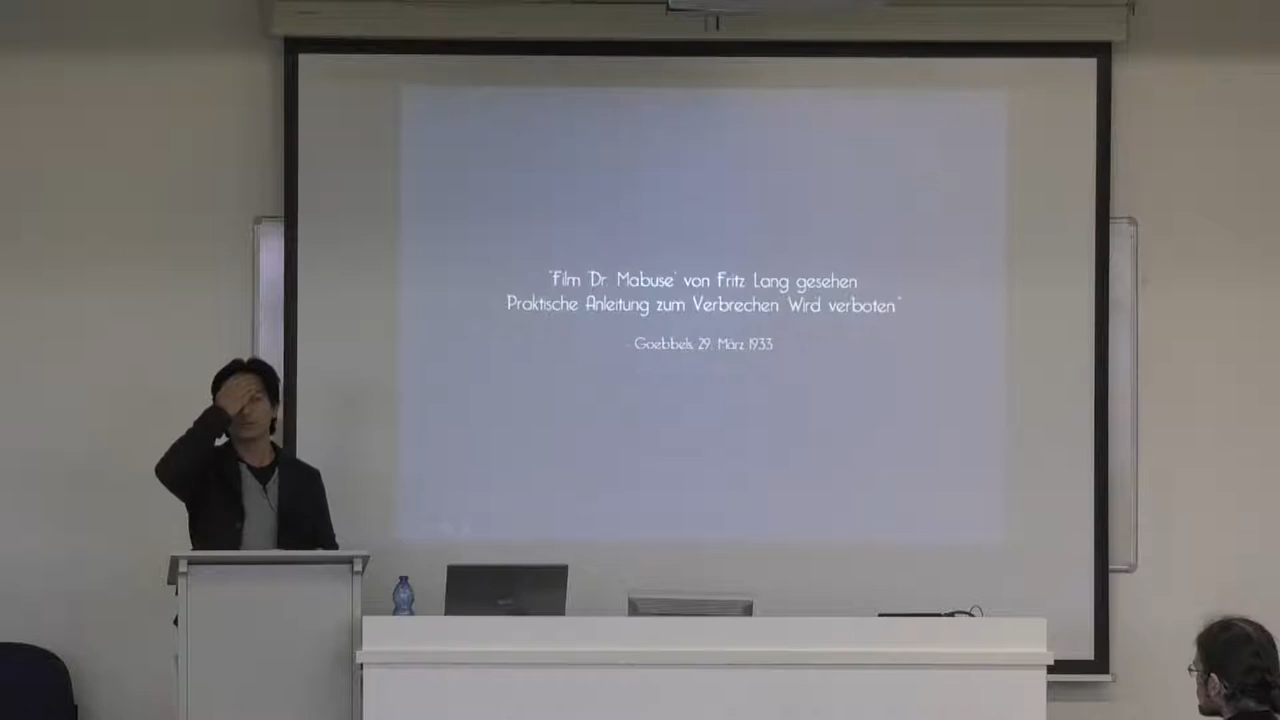 "Film 'Dr. Mabuse' von Fritz Lang gesehen
Praktische Anleitung zum Verbrechen Wird verboten"
- Goebbels, 29. März 1933